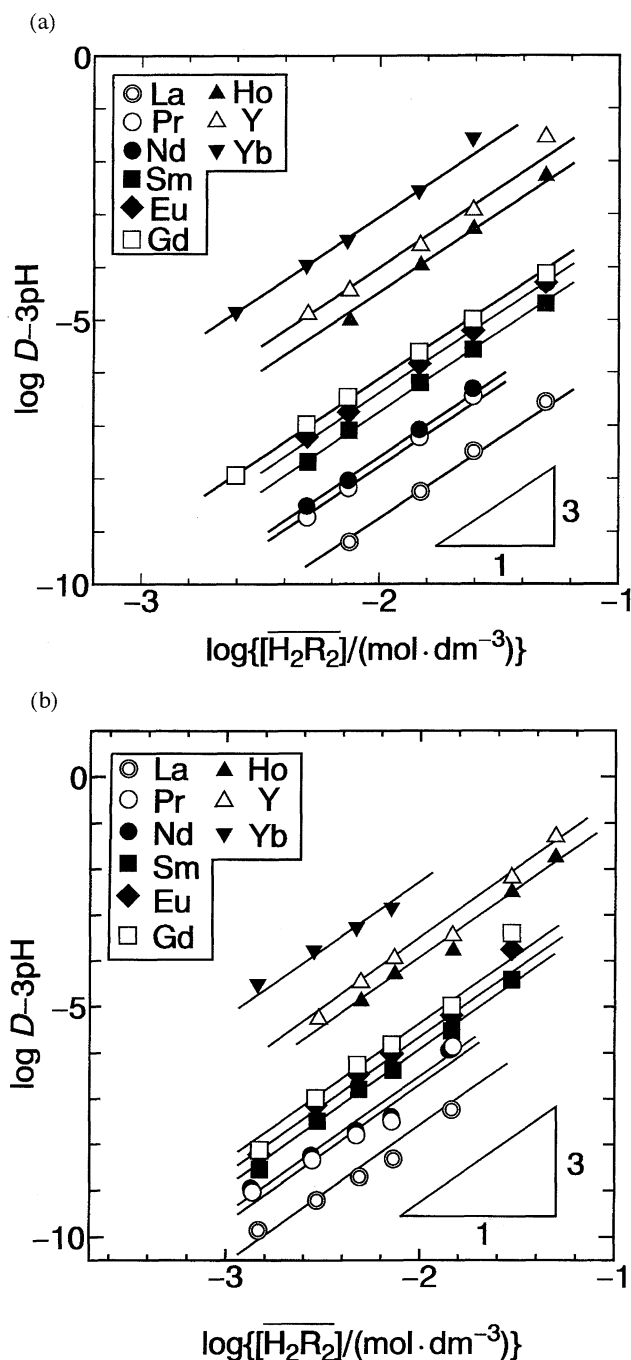 (a)
0
La Ho
Pr Y
Nd Yb
Sm
Eu
Gd
log D–3pH
−5
3
1
−10
−3 −2 −1
log{[H₂R₂]/(mol·dm⁻³)}
(b)
0
La Ho
Pr Y
Nd Yb
Sm
Eu
Gd
log D–3pH
−5
3
1
−10
−3 −2 −1
log{[H₂R₂]/(mol·dm⁻³)}